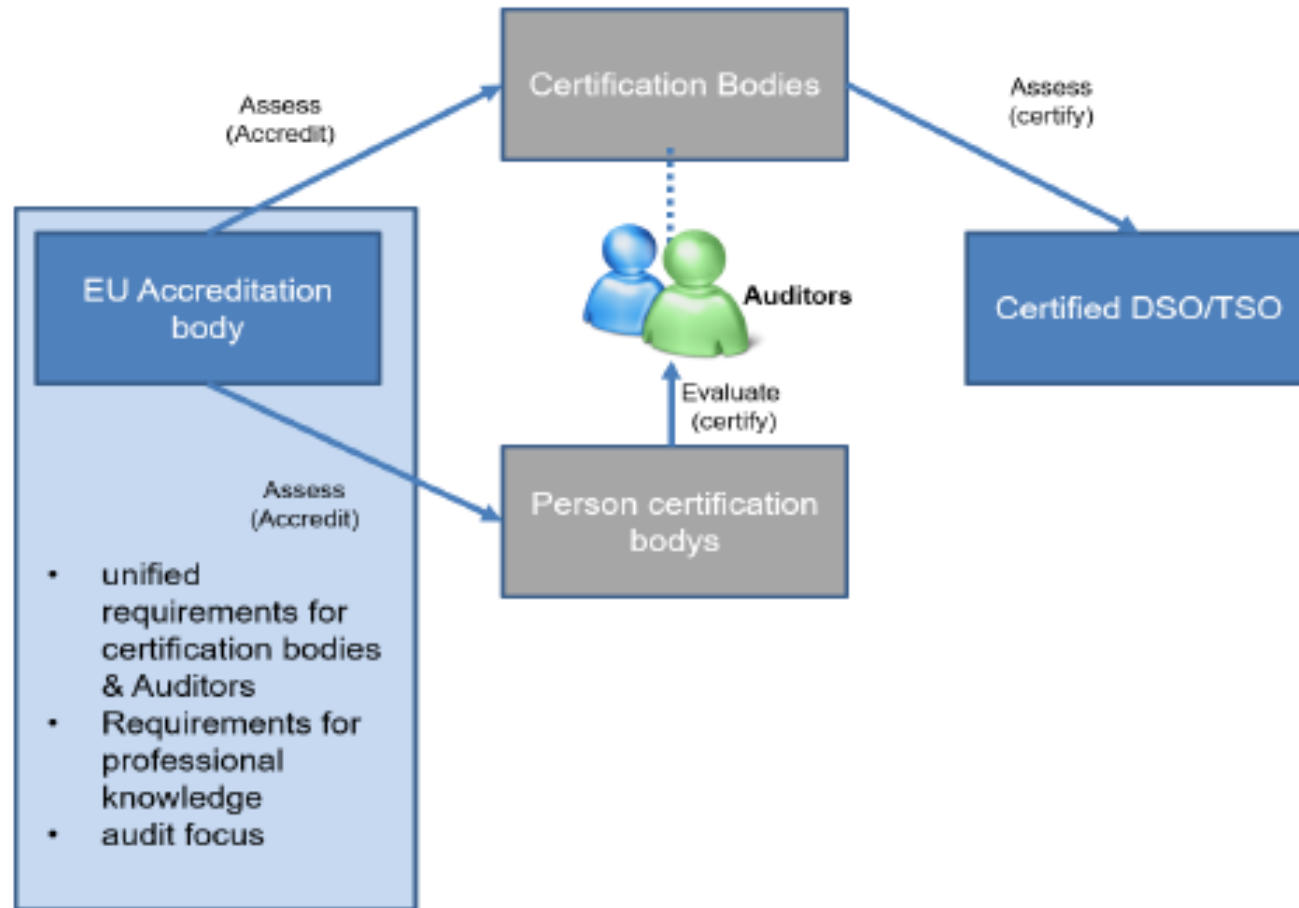 Certification Bodies
Assess
(Accredit)
Assess
(certify)
EU Accreditation
body
Auditors
Certified DSO/TSO
Evaluate
(certify)
Assess
(Accredit)
Person certification
bodys
• unified
requirements for
certification bodies
& Auditors
• Requirements for
professional
knowledge
• audit focus